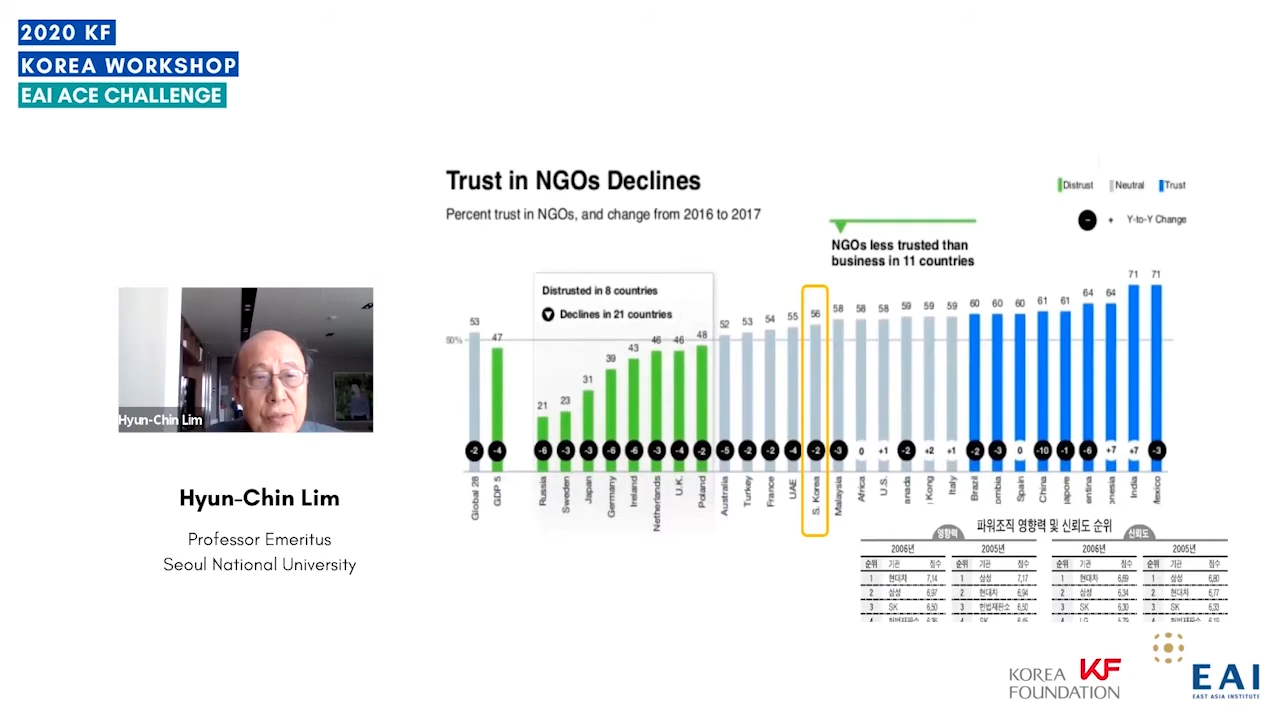 2020 KF
KOREA WORKSHOP
EAI ACE CHALLENGE
Trust in NGOs Declines
Percent trust in NGOs, and change from 2016 to 2017
Distrust Neutral Trust
− + Y-to-Y Change
NGOs less trusted than
business in 11 countries
Distrusted in 8 countries
Declines in 21 countries
50%
53 47 21 23 31 39 43 46 46 48 52 53 54 55 56 58 58 58 59 59 59 60 60 60 61 61 64 64 71 71
-2 -4 -6 -3 -3 -6 -6 -3 -4 -2 -5 -2 -2 -4 -2 -3 0 +1 -2 +2 +1 -2 -3 0 -10 -1 -6 +7 +7 -3
Global 28
GDP 5
Russia
Sweden
Japan
Germany
Ireland
Netherlands
U.K.
Poland
Australia
Turkey
France
UAE
S. Korea
Malaysia
Africa
U.S.
anada
Kong
Italy
Brazil
ombia
Spain
China
japore
entina
onesia
India
Mexico
Hyun-Chin Lim
Hyun-Chin Lim
Professor Emeritus
Seoul National University
파워조직 영향력 및 신뢰도 순위
영향력 신뢰도
2006년 2005년 2006년 2005년
순위 기관 점수 순위 기관 점수 순위 기관 점수 순위 기관 점수
1 현대차 7,14 1 삼성 7,17 1 현대차 6,69 1 삼성 6,80
2 삼성 6,97 2 현대차 6,94 2 삼성 6,34 2 현대차 6,77
3 SK 6,50 3 헌법재판소 6,50 3 SK 6,30 3 SK 6,33
KOREA KF
FOUNDATION
EAI
EAST ASIA INSTITUTE